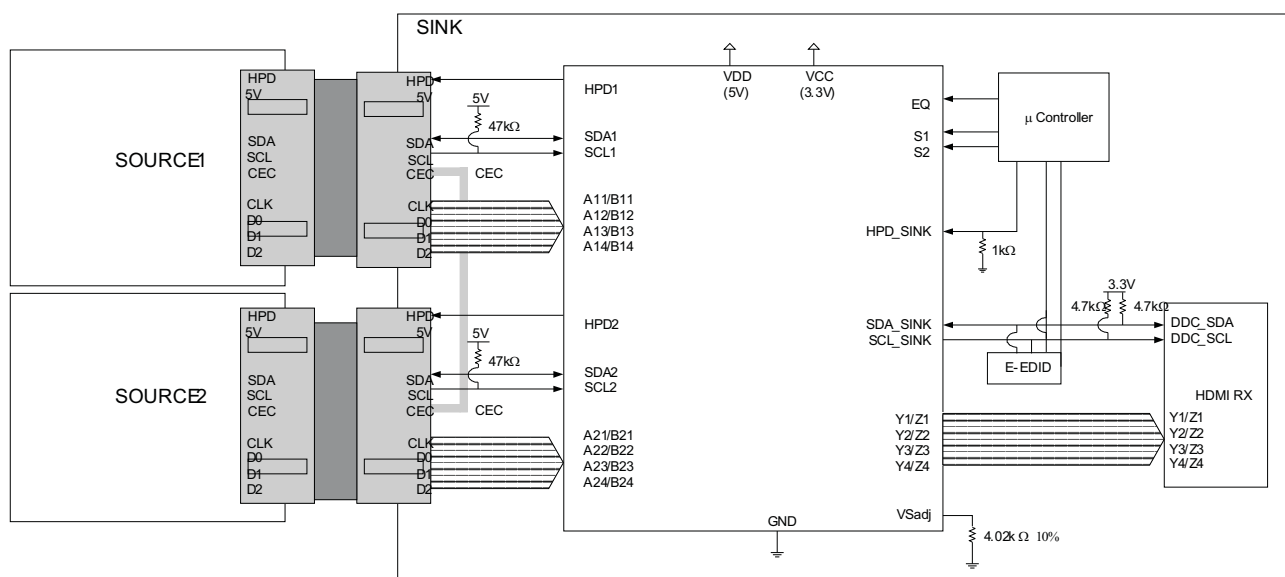 SINK
SOURCE1
HPD
5V
SDA
SCL
CEC
CLK
D0
D1
D2
HPD
5V
SDA
SCL
CEC
CLK
D0
D1
D2
5V
47kΩ
CEC
HPD1
SDA1
SCL1
A11/B11
A12/B12
A13/B13
A14/B14
VDD
(5V)
VCC
(3.3V)
EQ
S1
S2
μ Controller
HPD_SINK
1kΩ
SOURCE2
HPD
5V
SDA
SCL
CEC
CLK
D0
D1
D2
HPD
5V
SDA
SCL
CEC
CLK
D0
D1
D2
5V
47kΩ
CEC
HPD2
SDA2
SCL2
A21/B21
A22/B22
A23/B23
A24/B24
3.3V
4.7kΩ
4.7kΩ
SDA_SINK
SCL_SINK
DDC_SDA
DDC_SCL
E-EDID
HDMI RX
Y1/Z1
Y2/Z2
Y3/Z3
Y4/Z4
Y1/Z1
Y2/Z2
Y3/Z3
Y4/Z4
VSadj
GND
4.02kΩ 10%